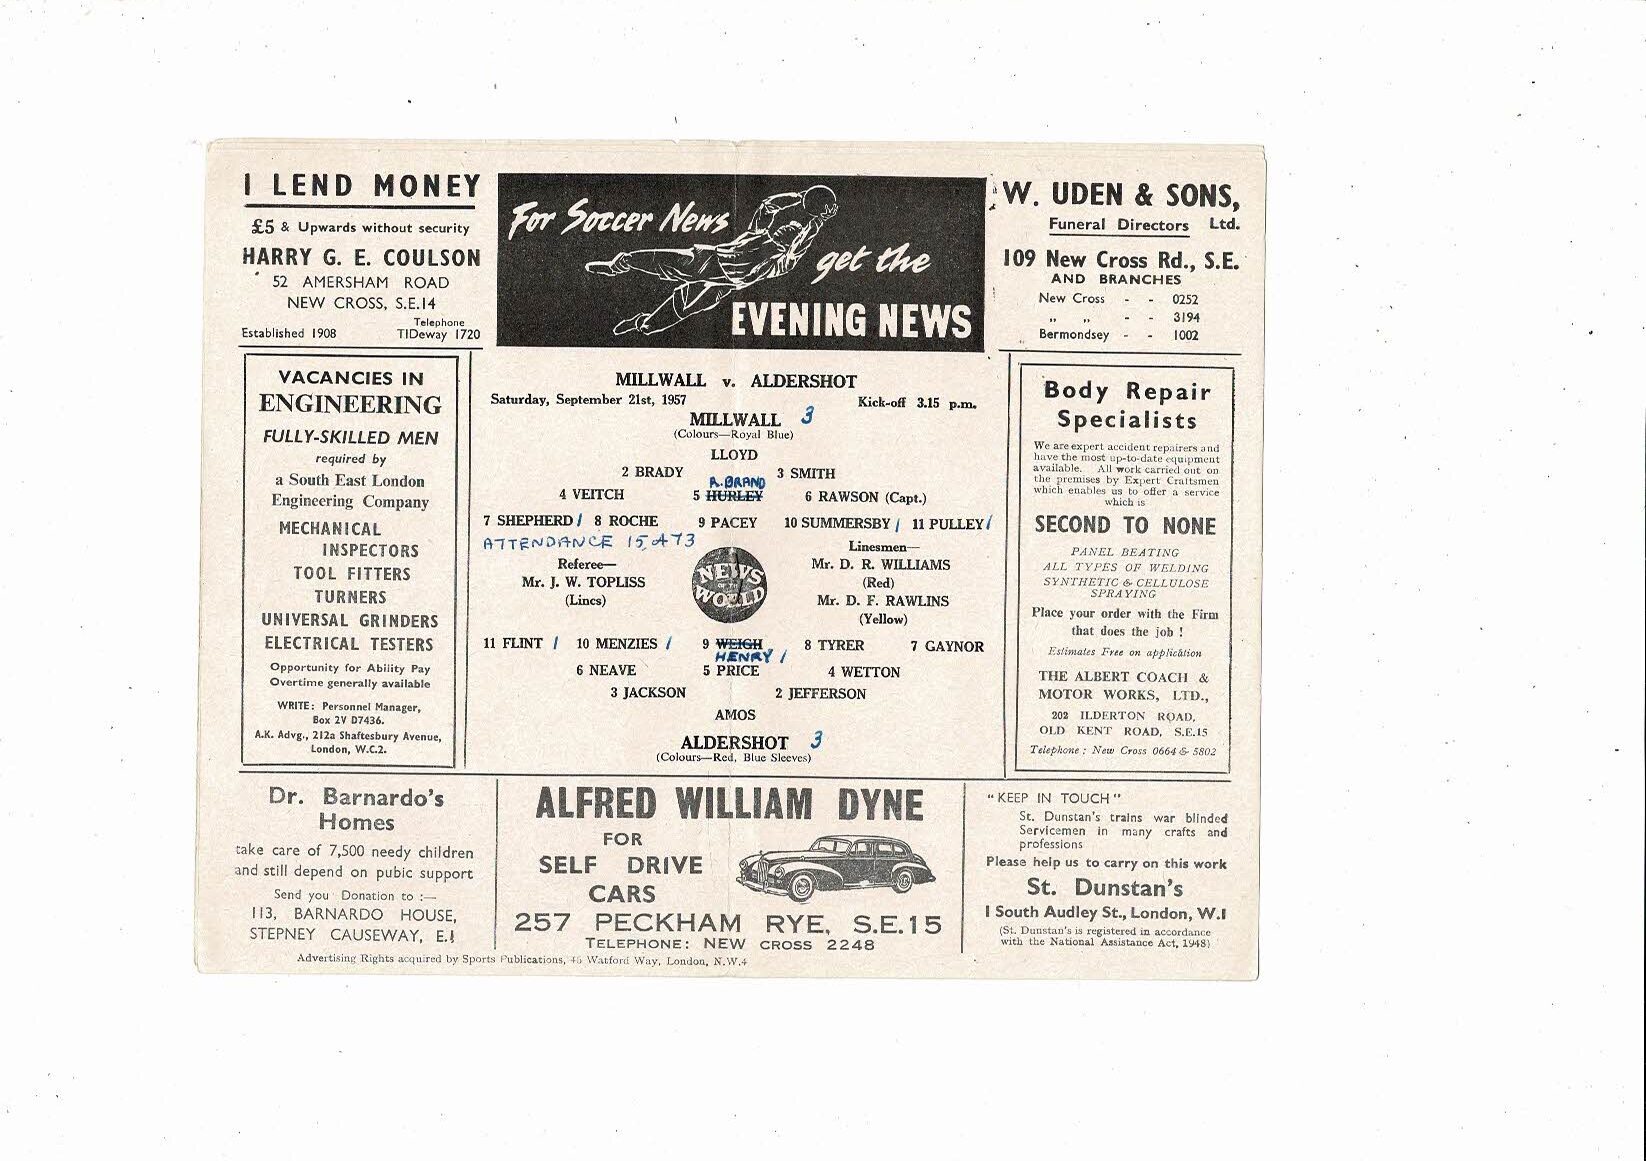 I LEND MONEY
£5 & Upwards without security
HARRY G. E. COULSON
52 AMERSHAM ROAD
NEW CROSS, S.E.14
Telephone
Established 1908 TIDeway 1720
For Soccer News
get the
EVENING NEWS
W. UDEN & SONS,
Funeral Directors Ltd.
109 New Cross Rd., S.E.
AND BRANCHES
New Cross - - 0252
„ „ - - 3194
Bermondsey - - 1002
VACANCIES IN
ENGINEERING
FULLY-SKILLED MEN
required by
a South East London
Engineering Company
MECHANICAL
INSPECTORS
TOOL FITTERS
TURNERS
UNIVERSAL GRINDERS
ELECTRICAL TESTERS
Opportunity for Ability Pay
Overtime generally available
WRITE: Personnel Manager,
Box 2V D7436.
A.K. Advg., 212a Shaftesbury Avenue,
London, W.C.2.
MILLWALL v. ALDERSHOT
Saturday, September 21st, 1957 Kick-off 3.15 p.m.
MILLWALL 3
(Colours—Royal Blue)
LLOYD
2 BRADY 3 SMITH
R. BRAND
4 VEITCH 5 HURLEY 6 RAWSON (Capt.)
7 SHEPHERD / 8 ROCHE 9 PACEY 10 SUMMERSBY / 11 PULLEY /
ATTENDANCE 15,473
Referee—
Mr. J. W. TOPLISS
(Lincs)
NEWS
WORLD
Linesmen—
Mr. D. R. WILLIAMS
(Red)
Mr. D. F. RAWLINS
(Yellow)
11 FLINT / 10 MENZIES / 9 WEIGH 8 TYRER 7 GAYNOR
HENRY /
6 NEAVE 5 PRICE 4 WETTON
3 JACKSON 2 JEFFERSON
AMOS
ALDERSHOT 3
(Colours—Red, Blue Sleeves)
Body Repair
Specialists
We are expert accident repairers and
have the most up-to-date equipment
available. All work carried out on
the premises by Expert Craftsmen
which enables us to offer a service
which is
SECOND TO NONE
PANEL BEATING
ALL TYPES OF WELDING
SYNTHETIC & CELLULOSE
SPRAYING
Place your order with the Firm
that does the job !
Estimates Free on application
THE ALBERT COACH &
MOTOR WORKS, LTD.,
202 ILDERTON ROAD,
OLD KENT ROAD, S.E.15
Telephone : New Cross 0664 & 5802
Dr. Barnardo's
Homes
take care of 7,500 needy children
and still depend on pubic support
Send you Donation to :—
113, BARNARDO HOUSE,
STEPNEY CAUSEWAY, E.1
ALFRED WILLIAM DYNE
FOR
SELF DRIVE
CARS
257 PECKHAM RYE, S.E.15
TELEPHONE: NEW CROSS 2248
"KEEP IN TOUCH"
St. Dunstan's trains war blinded
Servicemen in many crafts and
professions
Please help us to carry on this work
St. Dunstan's
1 South Audley St., London, W.1
(St. Dunstan's is registered in accordance
with the National Assistance Act, 1948)
Advertising Rights acquired by Sports Publications, 45 Watford Way, London, N.W.4